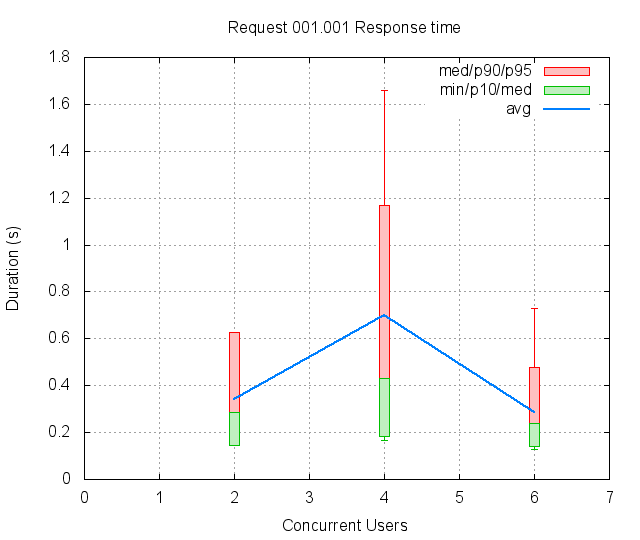 Request 001.001 Response time
1.8
1.6
1.4
1.2
1
0.8
0.6
0.4
0.2
0
Duration (s)
med/p90/p95
min/p10/med
avg
0 1 2 3 4 5 6 7
Concurrent Users